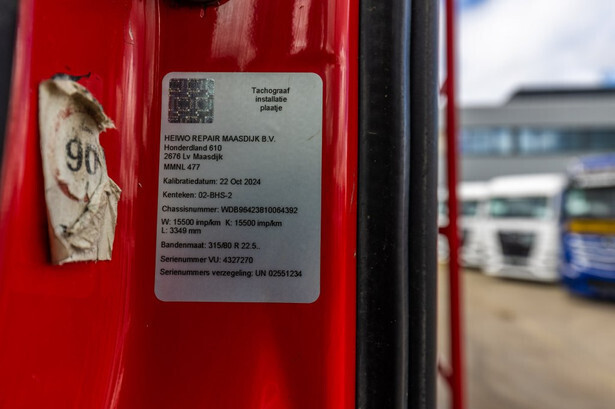 90
Tachograaf
installatie
plaatje
HEIWO REPAIR MAASDIJK B.V.
Honderdland 610
2676 Lv Maasdijk
MMNL 477
Kalibratiedatum: 22 Oct 2024
Kenteken: 02-BHS-2
Chassisnummer: WDB96423810064392
W: 15500 imp/km K: 15500 imp/km
L: 3349 mm
Bandenmaat: 315/80 R 22.5..
Serienummer VU: 4327270
Serienummers verzegeling: UN 02551234